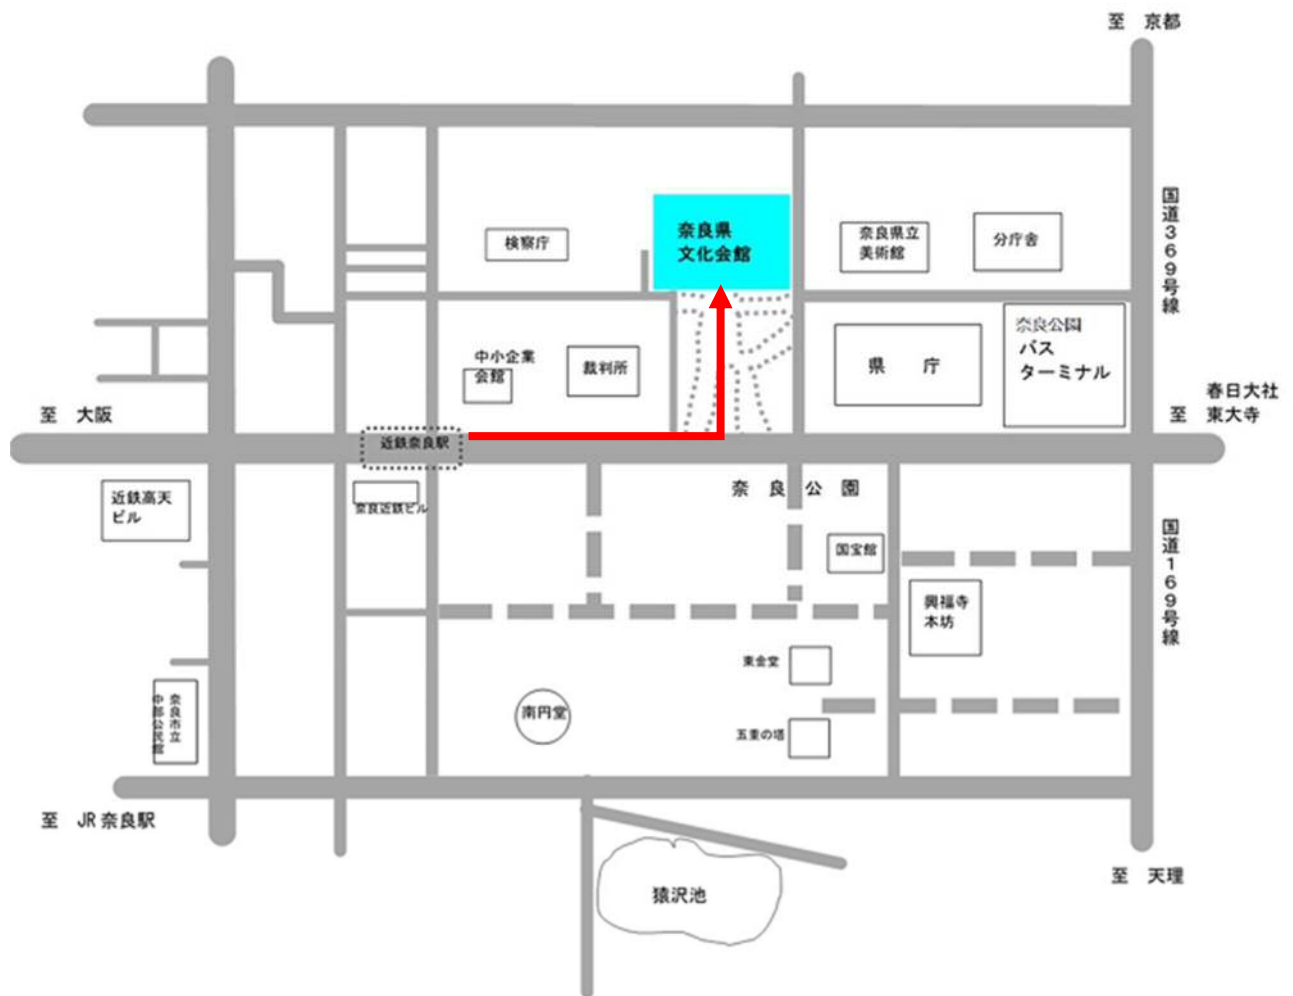 至　京都
国道369号線
奈良県
文化会館
検察庁
奈良県立
美術館
分庁舎
奈良公園
バス
ターミナル
県　庁
中小企業
会館
裁判所
至　大阪
春日大社
至　東大寺
近鉄奈良駅
近鉄高天
ビル
奈良近鉄ビル
奈良公園
国宝館
国道169号線
興福寺
本坊
東金堂
南円堂
五重の塔
奈良市立
中部公民館
至　JR奈良駅
至　天理
猿沢池